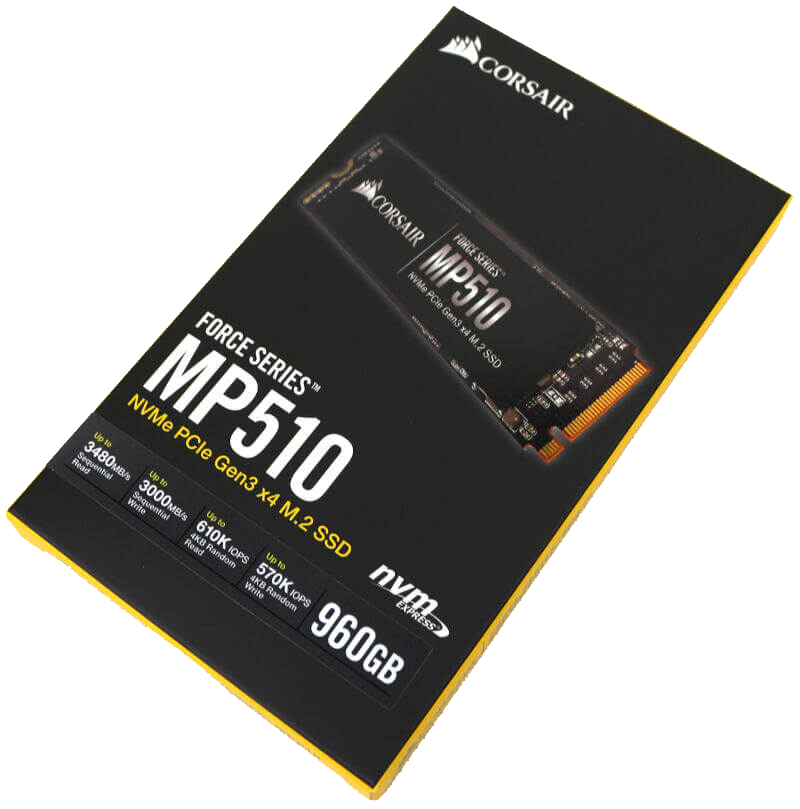 CORSAIR
CORSAIR
FORCE SERIES™
MP510
NVMe PCIe Gen3 x4 M.2 SSD
FORCE SERIES™
MP510
NVMe PCIe Gen3 x4 M.2 SSD
Up to
3480MB/s
Sequential
Read
Up to
3000MB/s
Sequential
Write
Up to
610K IOPS
4KB Random
Read
Up to
570K IOPS
4KB Random
Write
960GB
nvm
EXPRESS®